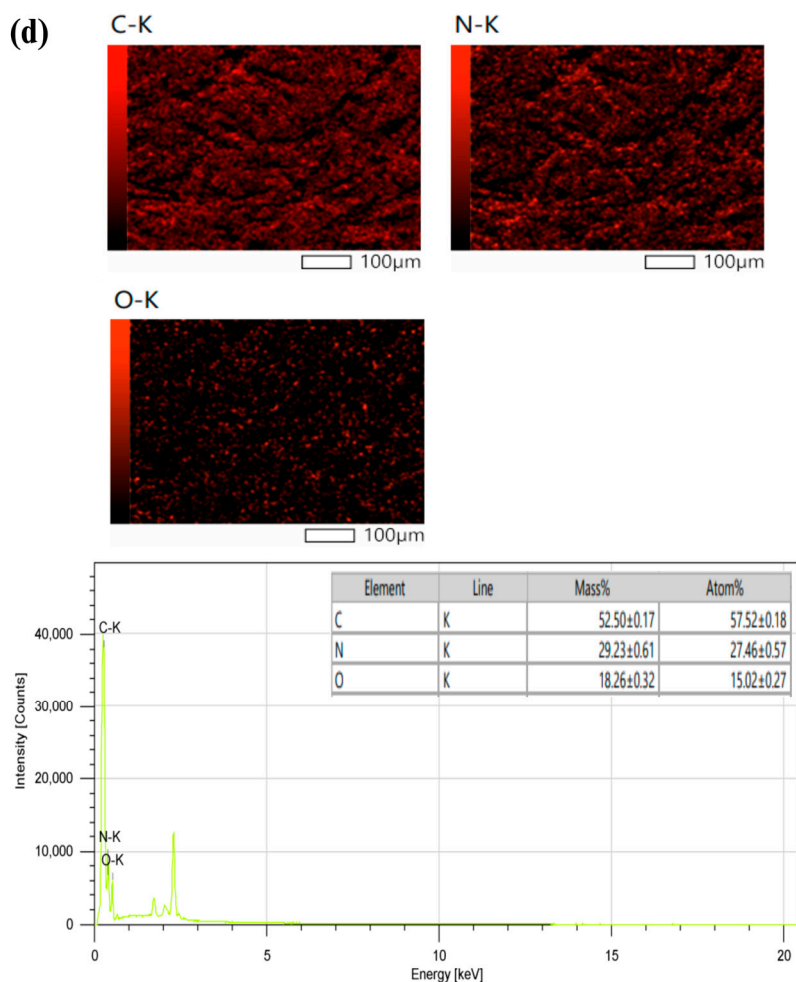 (d)
C-K
N-K
100μm
100μm
O-K
100μm
Element Line Mass% Atom%
C K 52.50±0.17 57.52±0.18
N K 29.23±0.61 27.46±0.57
O K 18.26±0.32 15.02±0.27
C-K
N-K
O-K
40,000
30,000
20,000
10,000
0
Intensity [Counts]
0 5 10 15 20
Energy [keV]